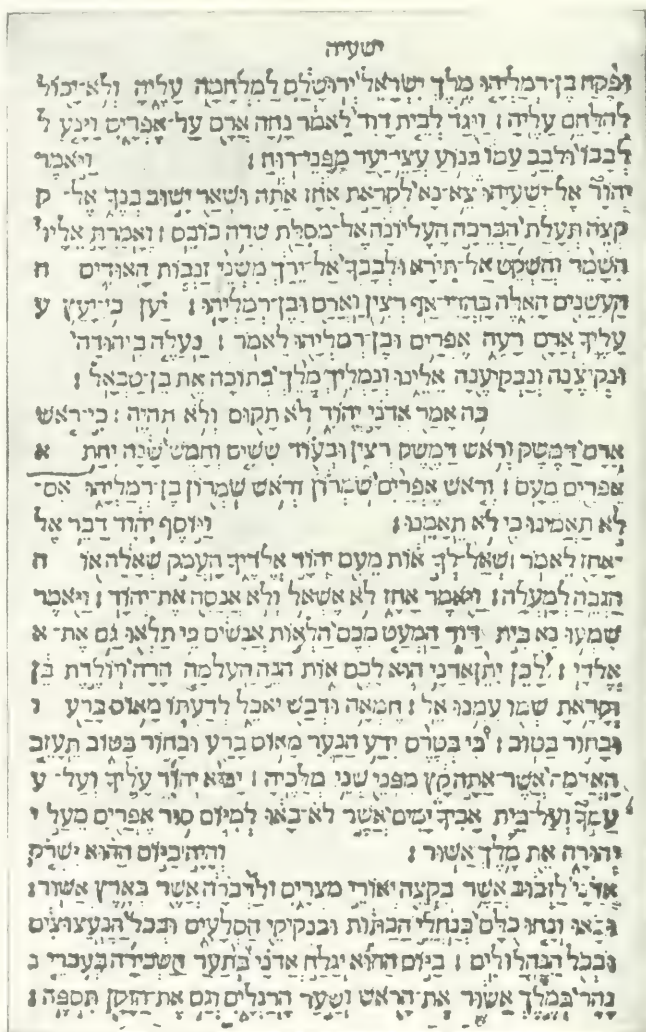 ישעיה
ופקח בן־רמליהו מלך ישראל ירושלם למלחמה עליה ולא־יכול
להלחם עליה : ויגד לבית דוד לאמר נחה ארם על־אפרים וינע ל
לבבו ולבב עמו כנוע עצי־יער מפני־רוח : ויאמר
יהוד אל־ישעיהו צא־נא לקראת אחז אתה ושאר ישוב בנך אל־ ק
קצה תעלת הברכה העליונה אל־מסלת שדה כובס : ואמרת אליו
השמר והשקט אל־תירא ולבבך אל־ירך משני זנבות האודים ה
העשנים האלה בחרי־אף רצין וארם ובן־רמליהו : יען כי־יעץ ע
עליך ארם רעה אפרים ובן־רמליהו לאמר : נעלה ביהודה
ונקיצנה ונבקיענה אלינו ונמליך מלך בתוכה את בן־טבאל :
כה אמר אדני יהוד לא תקום ולא תהיה : כי־ראש
ארם דמשק וראש דמשק רצין ובעוד ששים וחמש שנה יחת א
אפרים מעם : וראש אפרים שמרון וראש שמרון בן־רמליהו אם־
לא תאמינו כי לא תאמנו : ויוסף יהוד דבר אל
אחז לאמר : שאל־לך אות מעם יהוד אלדיך העמק שאלה או ה
הגבה למעלה : ויאמר אחז לא־אשאל ולא אנסה את־יהוד : ויאמר
שמעו נא בית דוד המעט מכם הלאות אנשים כי תלאו גם את־ א
אלדי : לכן יתן אדני הוא לכם אות הנה העלמה הרה ויולדת בן
וקראת שמו עמנו אל : חמאה ודבש יאכל לדעתו מאוס ברע ו
ובחור בטוב : כי בטרם ידע הנער מאוס ברע ובחור בטוב תעזב
האדמה אשר אתה קץ מפני שני מלכיה : יביא יהוד עליך ועל־ ע
עמך ועל־בית אביך ימים אשר לא־באו למיום סור אפרים מעל י
יהודה את מלך אשור : והיה ביום ההוא ישרק
אדני לזבוב אשר בקצה יאורי מצרים ולדברה אשר בארץ אשור :
ובאו ונחו כלם בנחלי הבתות ובנקיקי הסלעים ובכל הנעצוצים
ובכל הנהלולים : ביום ההוא יגלח אדני בתער השכירה בעברי נ
נהר במלך אשור את־הראש ושער הרגלים וגם את־הזקן תספה :